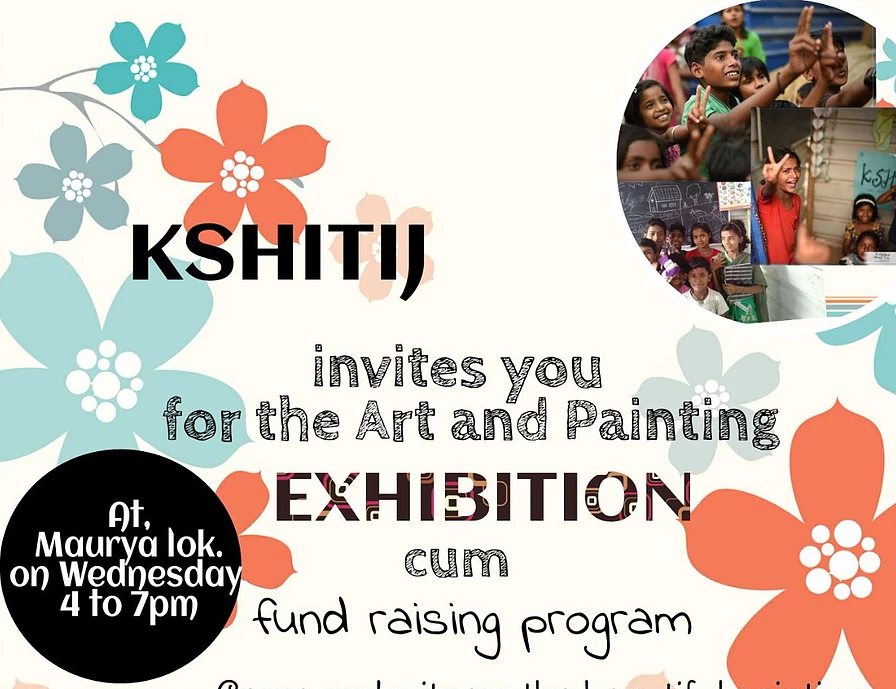 KSHITIJ
invites you
for the Art and Painting
EXHIBITION
cum
fund raising program
At,
Maurya lok.
on Wednesday
4 to 7pm
KSH